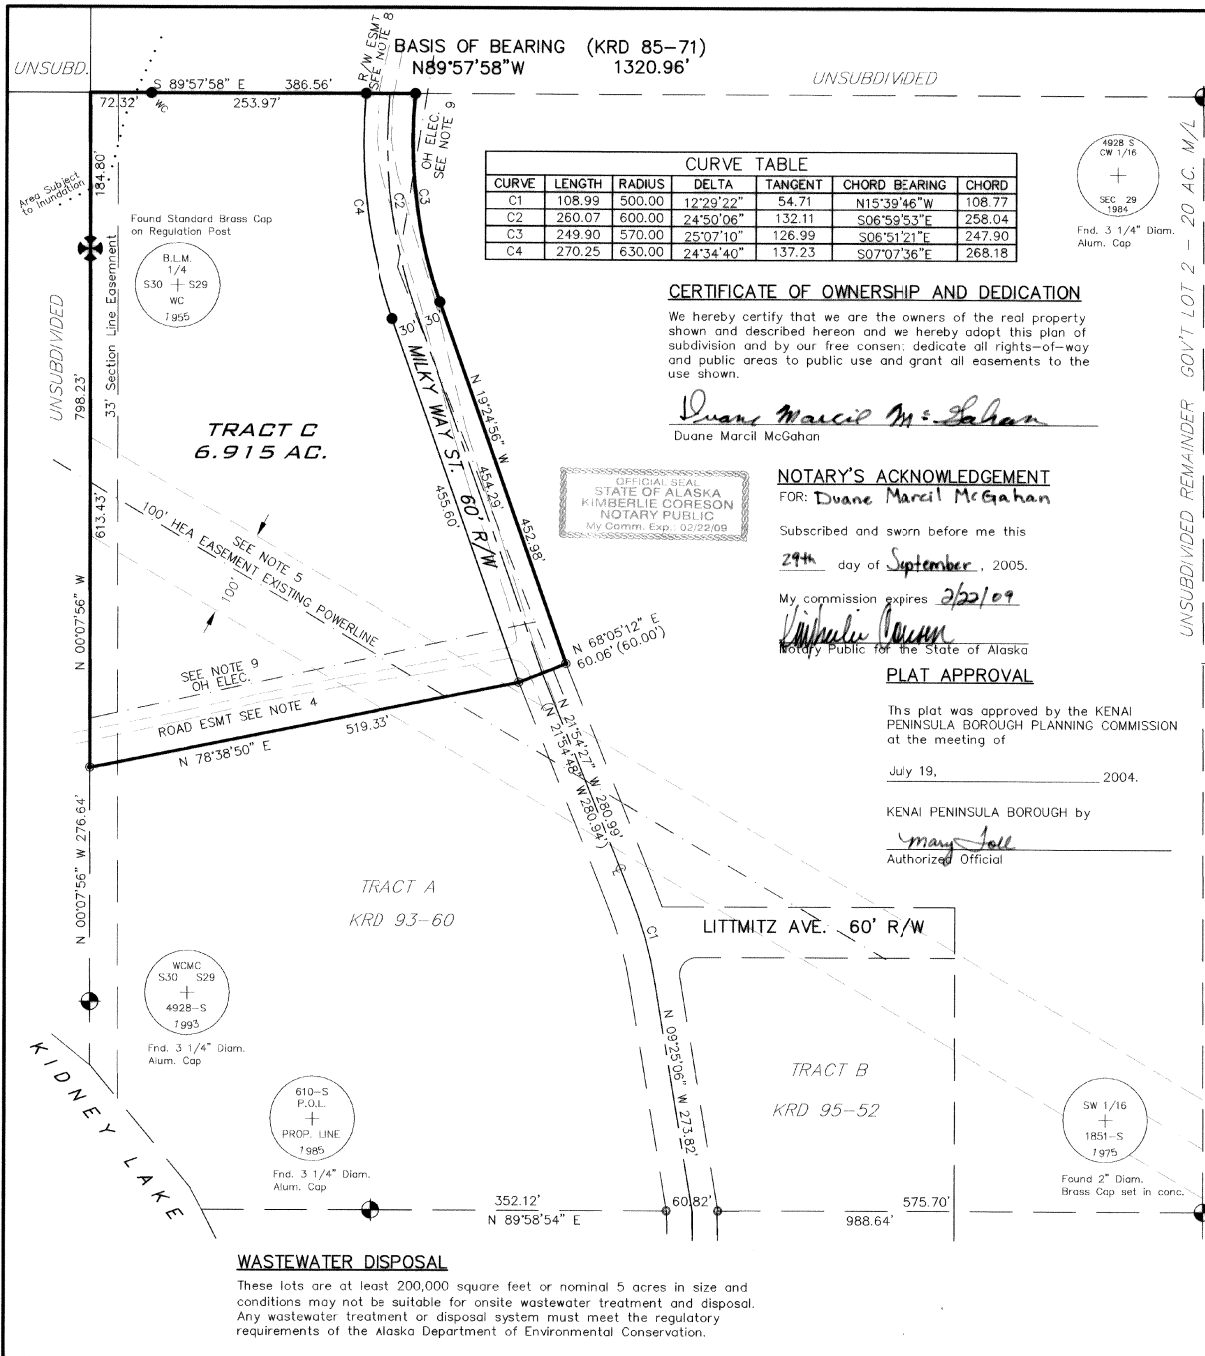 BASIS OF BEARING (KRD 85-71)
N89°57'58"W 1320.96'
UNSUBD.
R/W ESMT
SEE NOTE 8
UNSUBDIVIDED
S 89°57'58" E 386.56'
72.32' WC 253.97'
OH ELEC.
SEE NOTE 9
184.80'
Area Subject
to Inundation
C4
C2
C3
CURVE TABLE
CURVE LENGTH RADIUS DELTA TANGENT CHORD BEARING CHORD
C1 108.99 500.00 12°29'22" 54.71 N15°39'46"W 108.77
C2 260.07 600.00 24°50'06" 132.11 S06°59'53"E 258.04
C3 249.90 570.00 25°07'10" 126.99 S06°51'21"E 247.90
C4 270.25 630.00 24°34'40" 137.23 S07°07'36"E 268.18
4928 S
CW 1/16
SEC 29
1984
Fnd. 3 1/4" Diam.
Alum. Cap
UNSUBDIVIDED REMAINDER GOV'T LOT 2 - 20 AC. M/L
Found Standard Brass Cap
on Regulation Post
B.L.M.
1/4
S30 S29
WC
1955
33' Section Line Easemnent
UNSUBDIVIDED
798.23'
613.43'
N 00°07'56" W
30' 30'
MILKY WAY ST. 60' R/W
N 19°24'56" W
454.29'
455.60'
452.98'
TRACT C
6.915 AC.
CERTIFICATE OF OWNERSHIP AND DEDICATION
We hereby certify that we are the owners of the real property
shown and described hereon and we hereby adopt this plan of
subdivision and by our free consent dedicate all rights-of-way
and public areas to public use and grant all easements to the
use shown.
Duane Marcil McGahan
Duane Marcil McGahan
OFFICIAL SEAL
STATE OF ALASKA
KIMBERLIE CORESON
NOTARY PUBLIC
My Comm. Exp.: 02/22/09
NOTARY'S ACKNOWLEDGEMENT
FOR: Duane Marcil McGahan
Subscribed and sworn before me this
29th day of September, 2005.
My commission expires 2/22/09
Kimberlie Coreson
Notary Public for the State of Alaska
100' HEA EASEMENT EXISTING POWERLINE
SEE NOTE 5
100'
SEE NOTE 9
OH ELEC.
ROAD ESMT SEE NOTE 4
N 78°38'50" E 519.33'
N 68°05'12" E
60.06' (60.00')
PLAT APPROVAL
This plat was approved by the KENAI
PENINSULA BOROUGH PLANNING COMMISSION
at the meeting of
July 19, 2004.
KENAI PENINSULA BOROUGH by
Mary Toll
Authorized Official
N 21°54'27" W 280.99'
(N 21°54'48" W 280.94')
N 00°07'56" W 276.64'
TRACT A
KRD 93-60
C1
LITTMITZ AVE. 60' R/W
WCMC
S30 S29
4928-S
1993
Fnd. 3 1/4" Diam.
Alum. Cap
KIDNEY LAKE
610-S
P.O.L.
PROP. LINE
1985
Fnd. 3 1/4" Diam.
Alum. Cap
N 09°25'06" W 273.82'
TRACT B
KRD 95-52
SW 1/16
1851-S
1975
Found 2" Diam.
Brass Cap set in conc.
352.12' 60.82' 575.70'
N 89°58'54" E 988.64'
WASTEWATER DISPOSAL
These lots are at least 200,000 square feet or nominal 5 acres in size and
conditions may not be suitable for onsite wastewater treatment and disposal.
Any wastewater treatment or disposal system must meet the regulatory
requirements of the Alaska Department of Environmental Conservation.